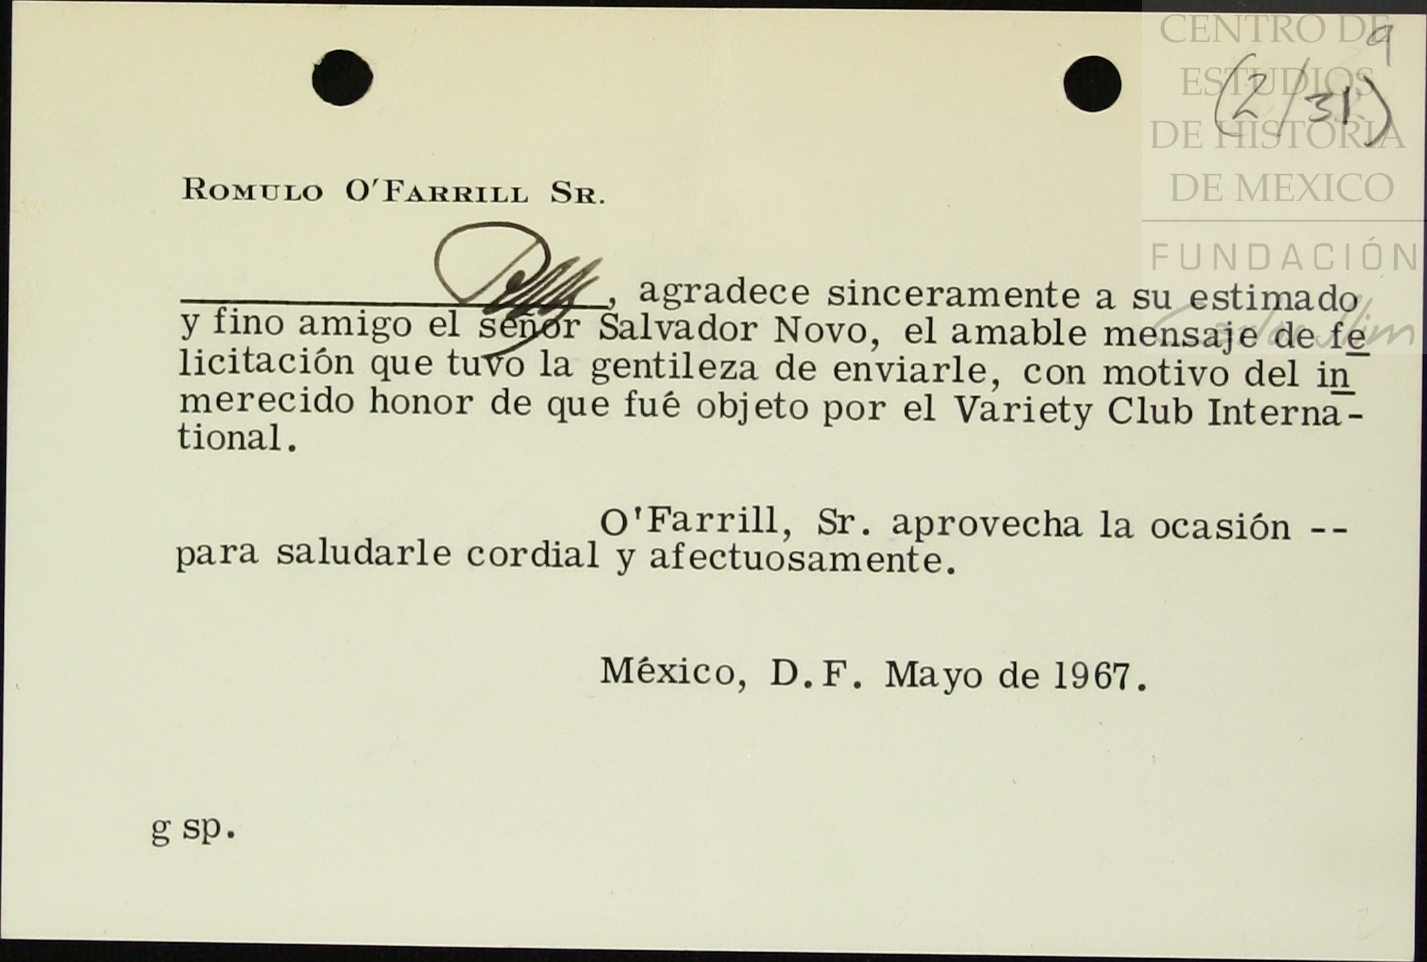 CENTRO DE
ESTUDIOS
DE HISTORIA
DE MEXICO
FUNDACIÓN
Carlos Slim
9
(2/31)
ROMULO O'FARRILL SR.
, agradece sinceramente a su estimado
y fino amigo el señor Salvador Novo, el amable mensaje de fe
licitación que tuvo la gentileza de enviarle, con motivo del in
merecido honor de que fué objeto por el Variety Club Interna-
tional.
O'Farrill, Sr. aprovecha la ocasión --
para saludarle cordial y afectuosamente.
México, D.F. Mayo de 1967.
g sp.